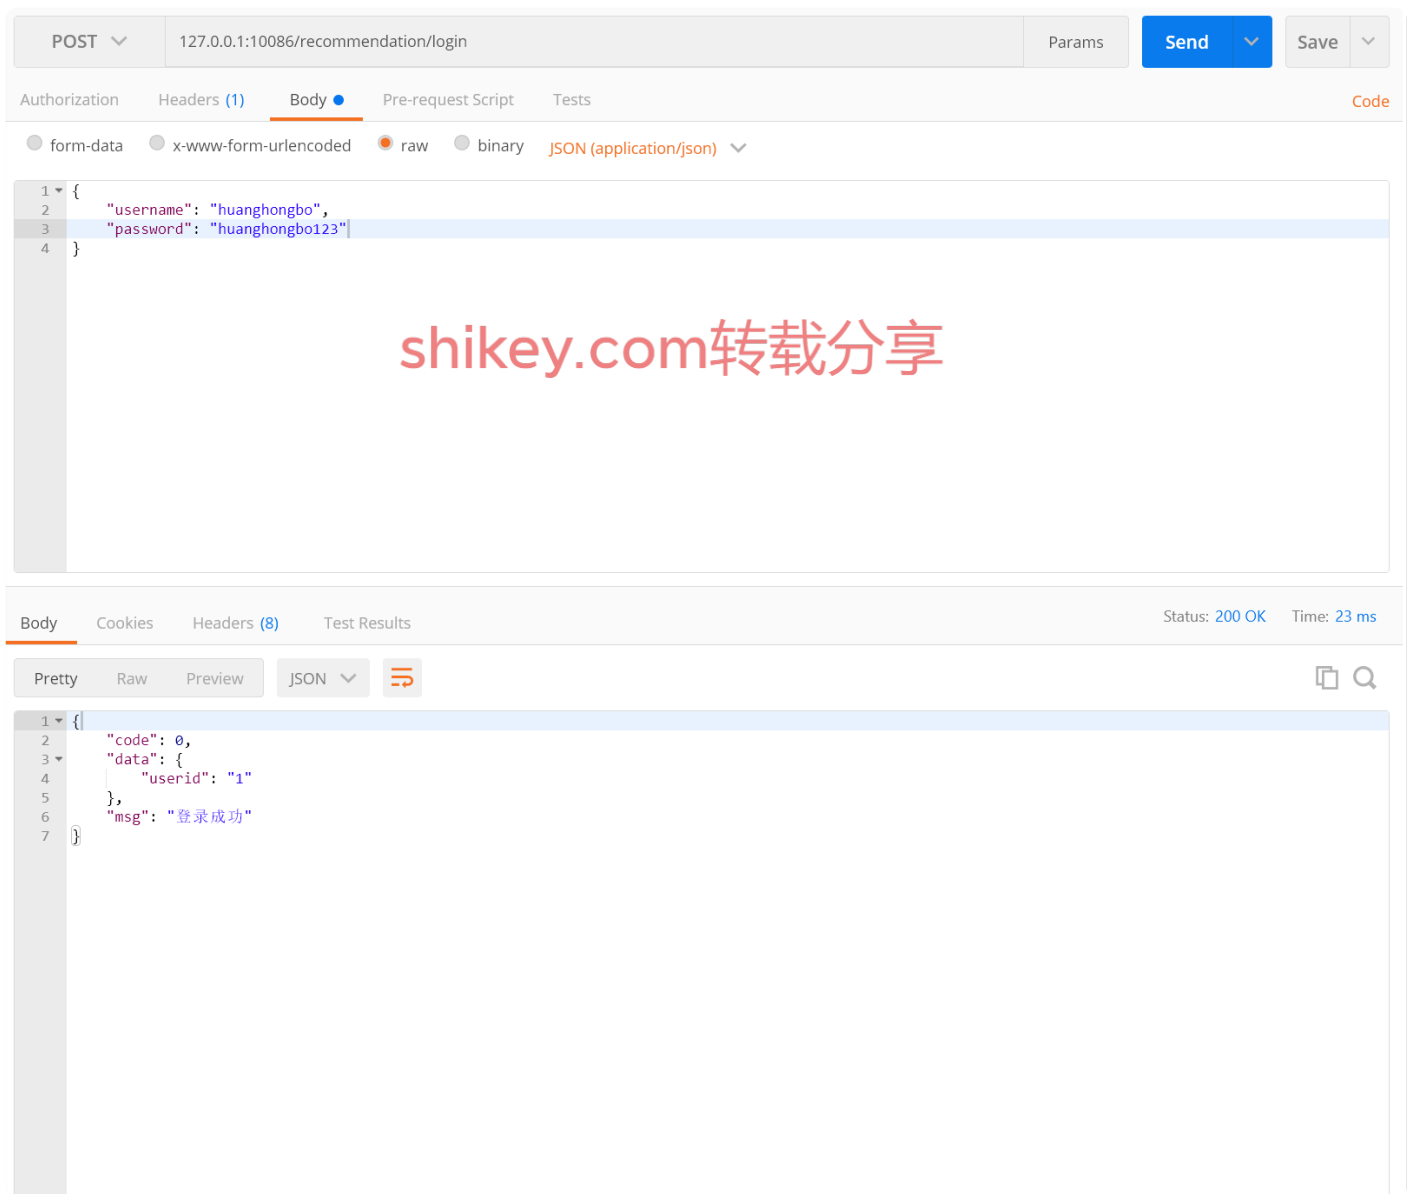 POST 127.0.0.1:10086/recommendation/login Params Send Save
Authorization Headers (1) Body Pre-request Script Tests Code
form-data x-www-form-urlencoded raw binary JSON (application/json)
1 {
2 "username": "huanghongbo",
3 "password": "huanghongbo123"
4 }
shikey.com转载分享
Body Cookies Headers (8) Test Results Status: 200 OK Time: 23 ms
Pretty Raw Preview JSON
1 {
2 "code": 0,
3 "data": {
4 "userid": "1"
5 },
6 "msg": "登录成功"
7 }